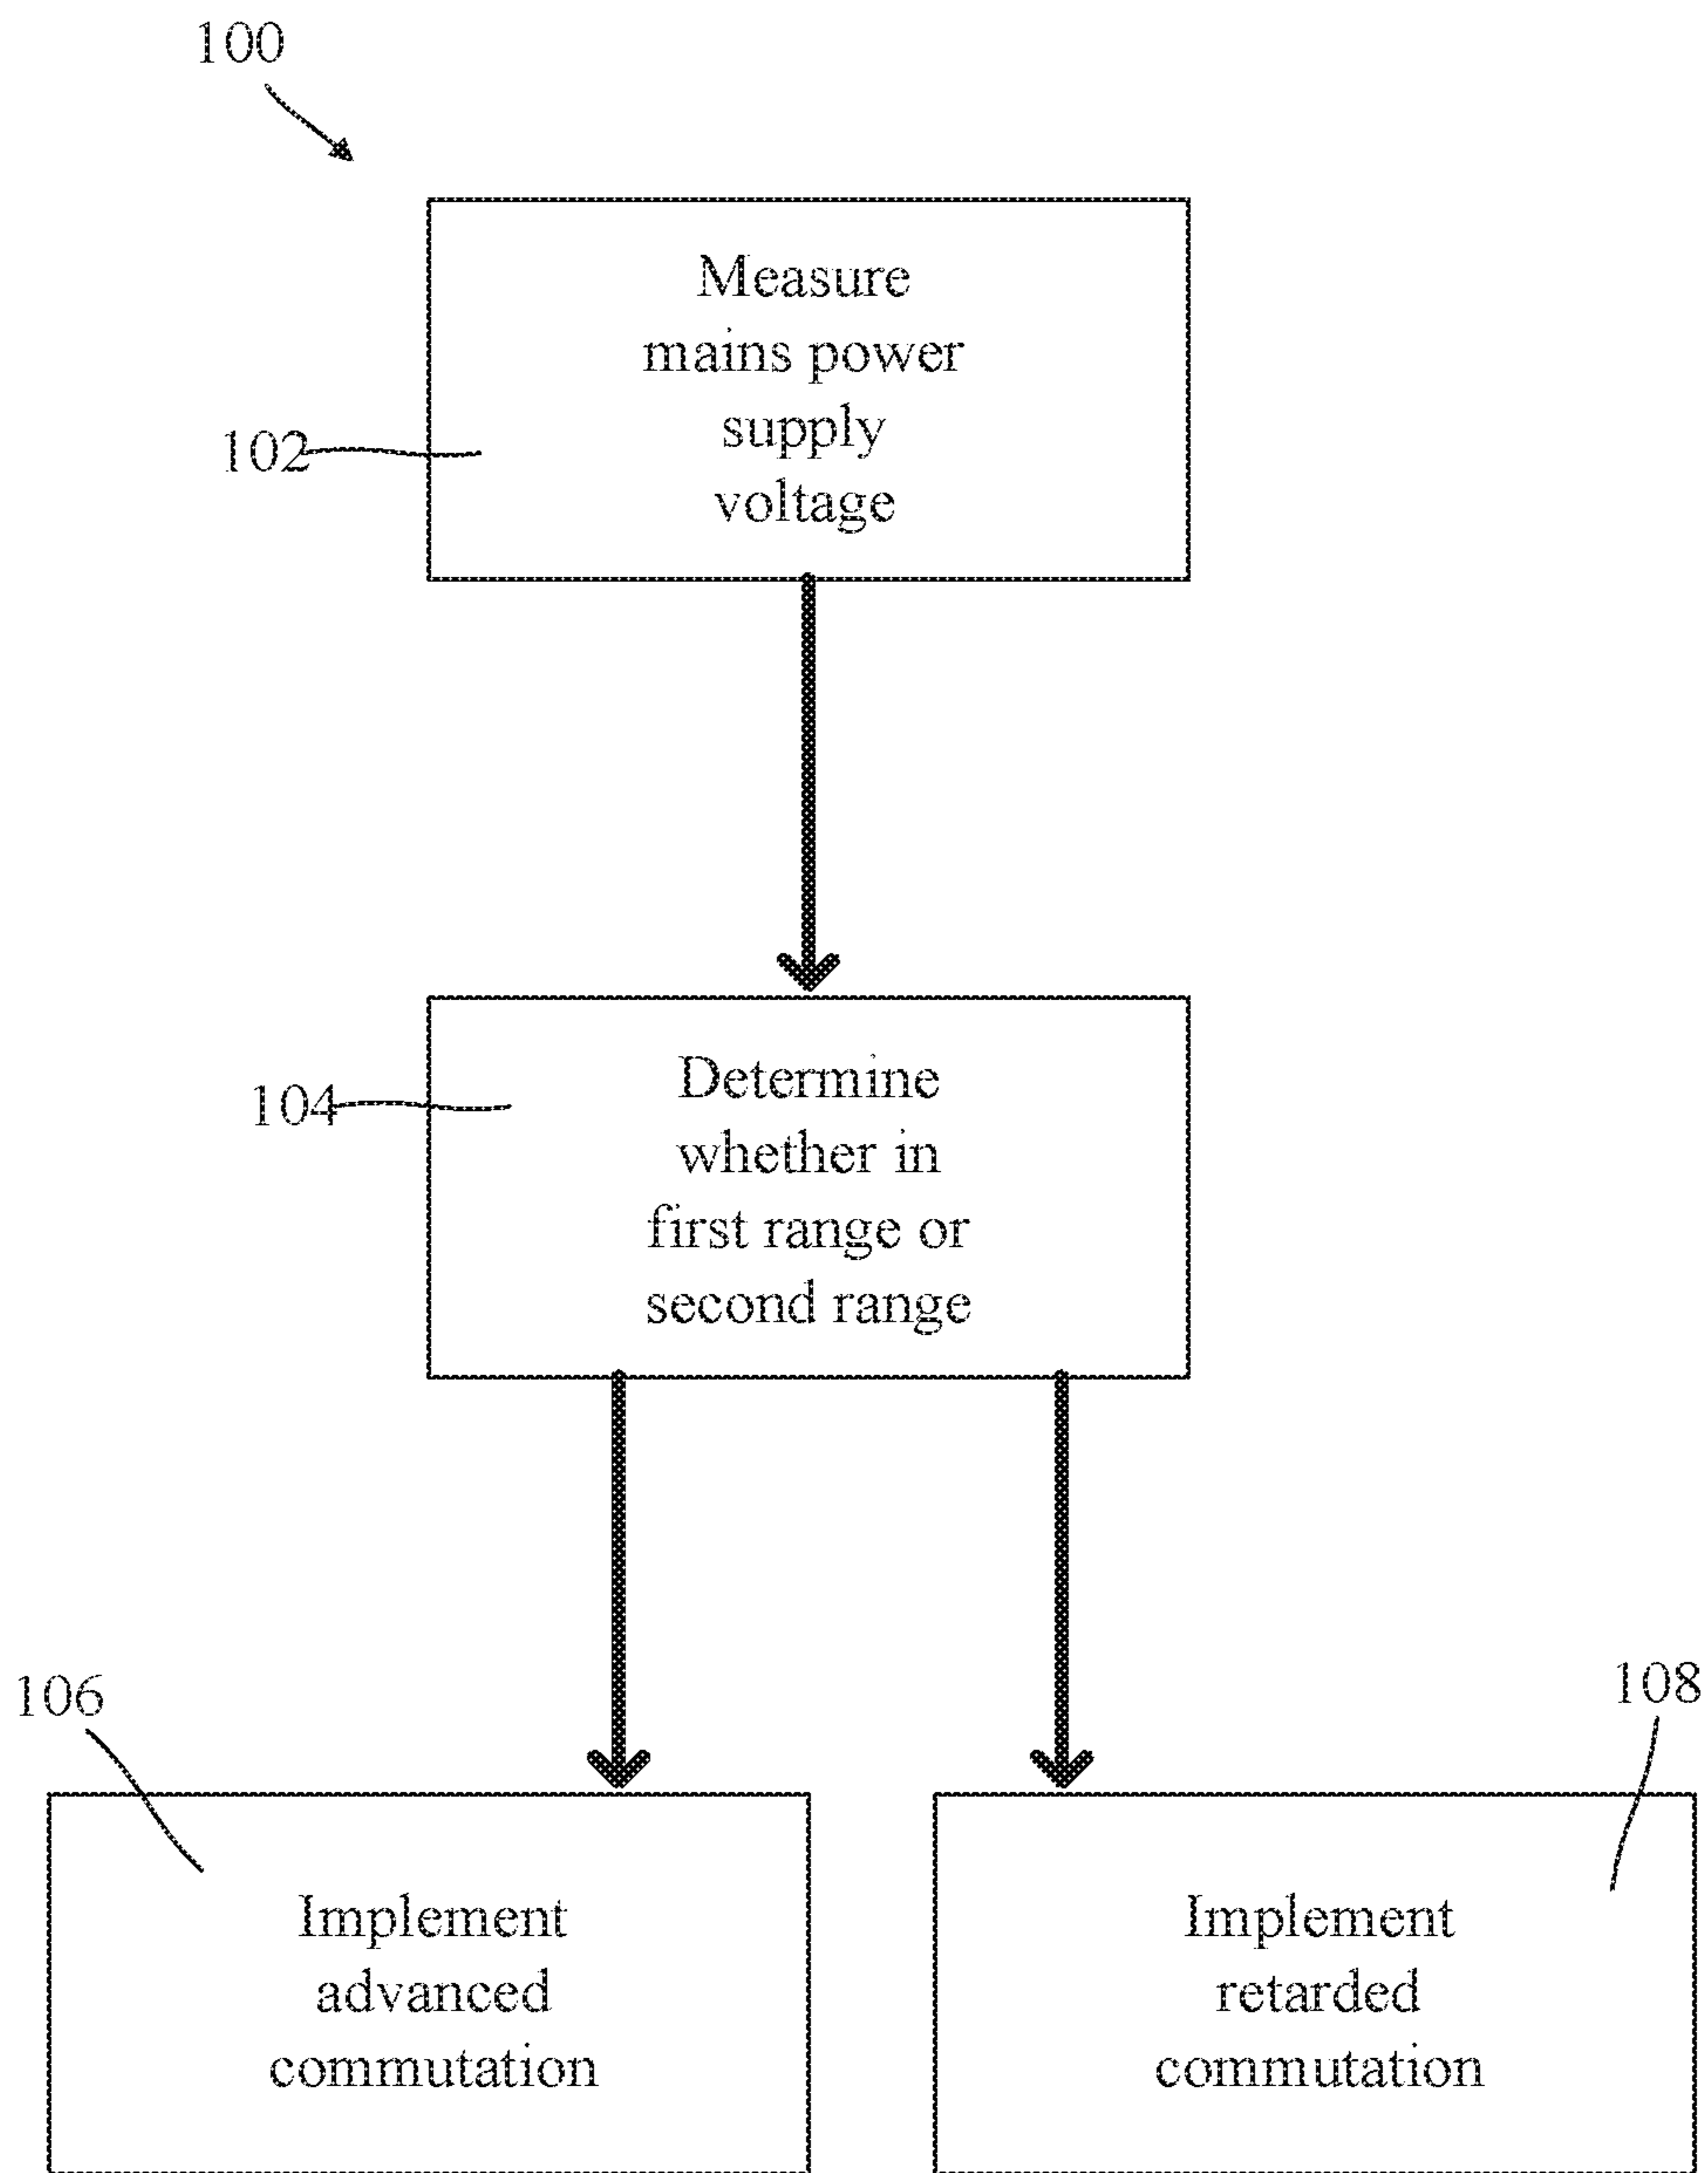 100
Measure
mains power
supply
voltage
102
Determine
whether in
first range or
second range
104
106
Implement
advanced
commutation
108
Implement
retarded
commutation